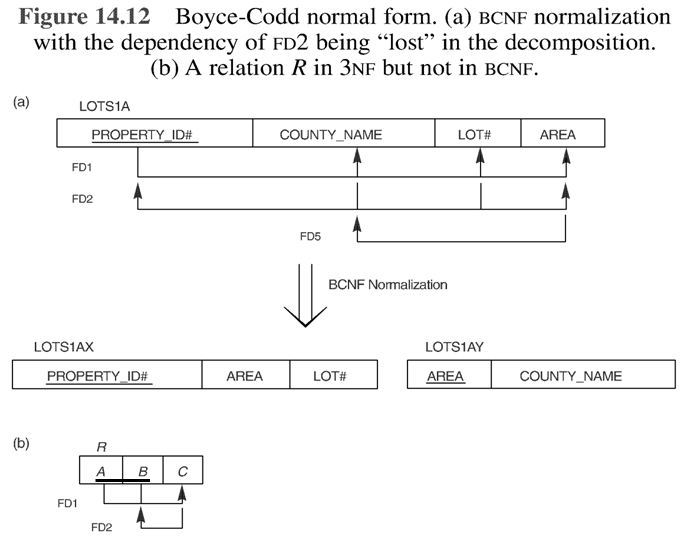 Figure 14.12 Boyce-Codd normal form. (a) BCNF normalization
with the dependency of FD2 being “lost” in the decomposition.
(b) A relation R in 3NF but not in BCNF.
(a)
LOTS1A
PROPERTY_ID# COUNTY_NAME LOT# AREA
FD1
FD2
FD5
BCNF Normalization
LOTS1AX LOTS1AY
PROPERTY_ID# AREA LOT# AREA COUNTY_NAME
(b)
R
A B C
FD1
FD2